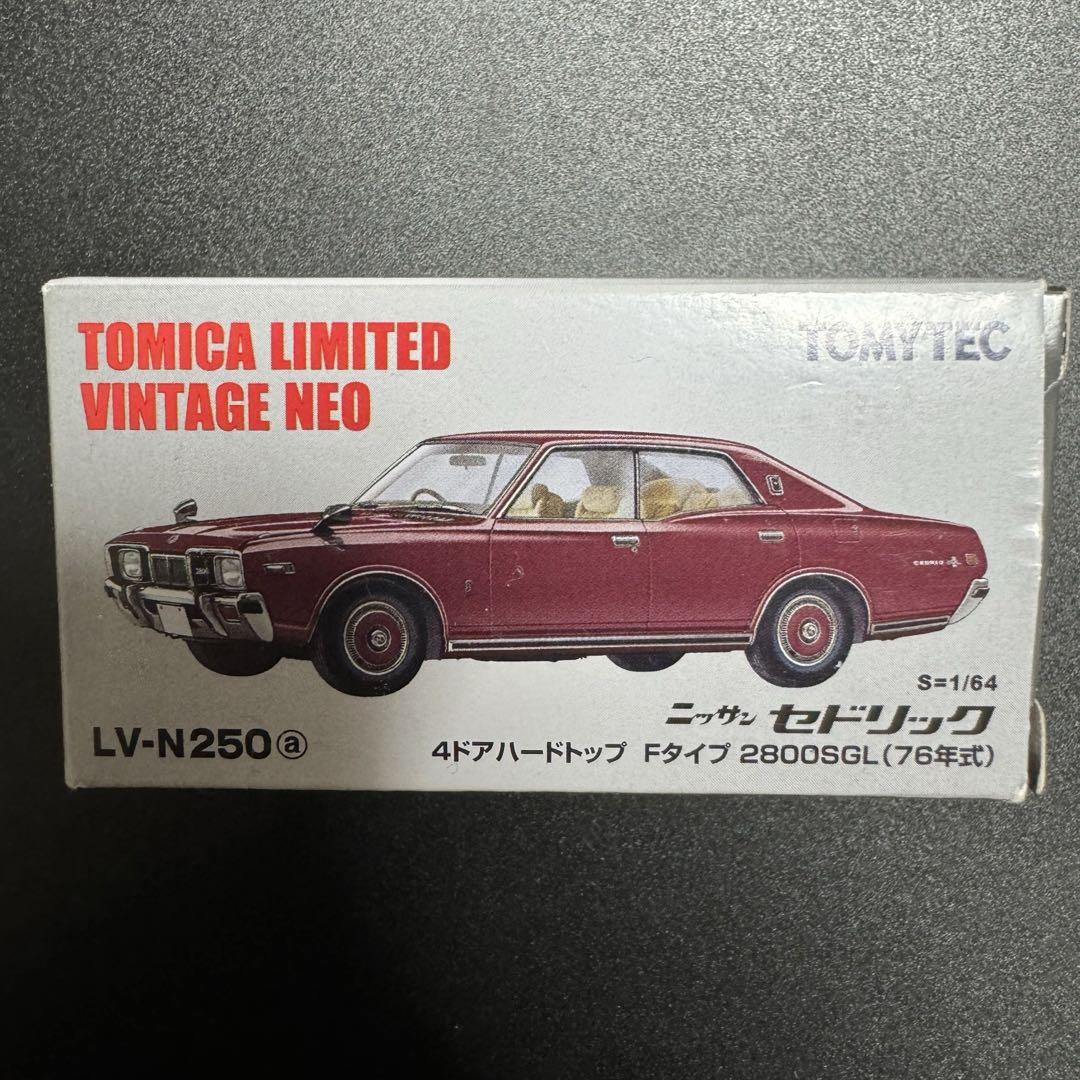 TOMICA LIMITED
VINTAGE NEO
TOMYTEC
CEDRIC
S=1/64
ニッサン セドリック
LV-N250ⓐ
4ドアハードトップ Fタイプ 2800SGL(76年式)